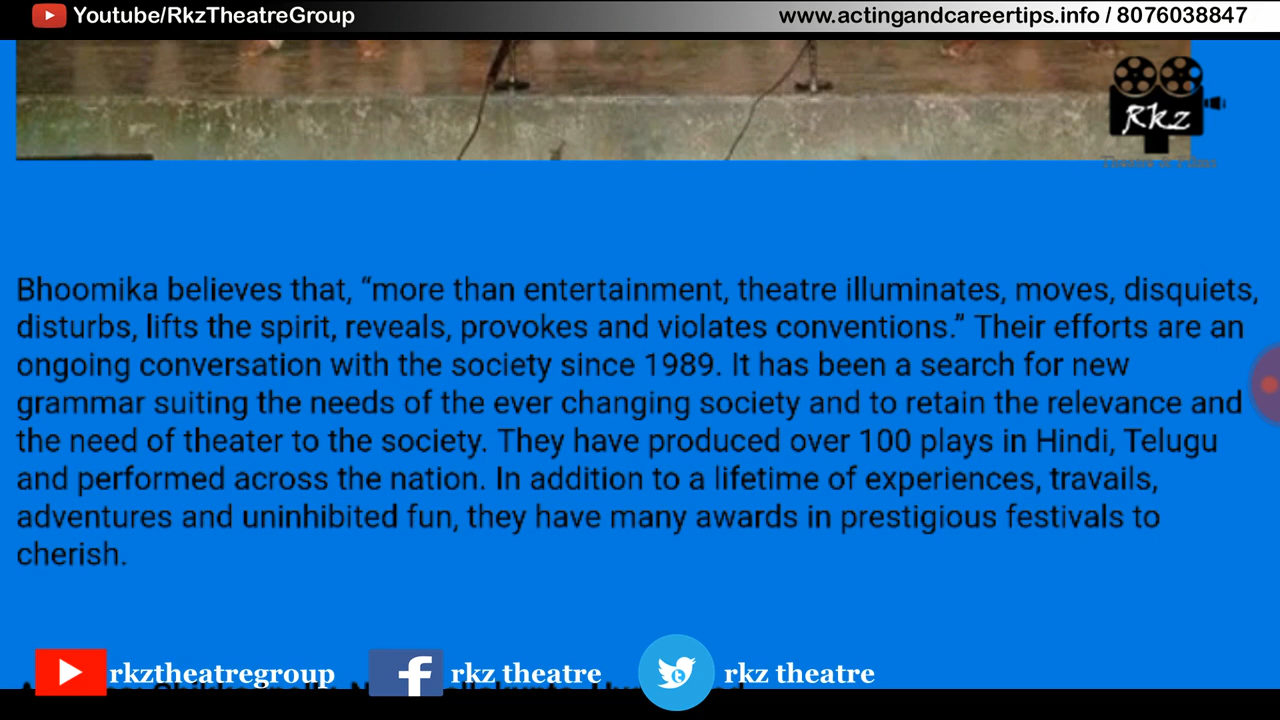 Youtube/RkzTheatreGroup
www.actingandcareertips.info / 8076038847
Rkz
Theatre & Films
Bhoomika believes that, “more than entertainment, theatre illuminates, moves, disquiets,
disturbs, lifts the spirit, reveals, provokes and violates conventions.” Their efforts are an
ongoing conversation with the society since 1989. It has been a search for new
grammar suiting the needs of the ever changing society and to retain the relevance and
the need of theater to the society. They have produced over 100 plays in Hindi, Telugu
and performed across the nation. In addition to a lifetime of experiences, travails,
adventures and uninhibited fun, they have many awards in prestigious festivals to
cherish.
rkztheatregroup
rkz theatre
rkz theatre